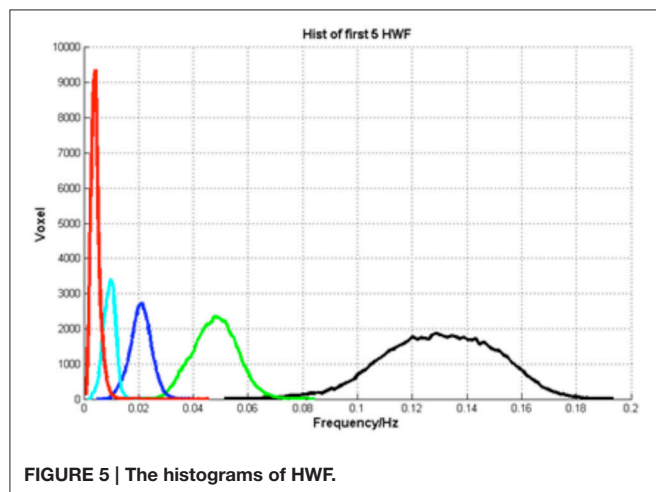 Hist of first 5 HWF
10000
9000
8000
7000
6000
5000
4000
3000
2000
1000
0
Voxel
0 0.02 0.04 0.06 0.08 0.1 0.12 0.14 0.16 0.18 0.2
Frequency/Hz
FIGURE 5 | The histograms of HWF.